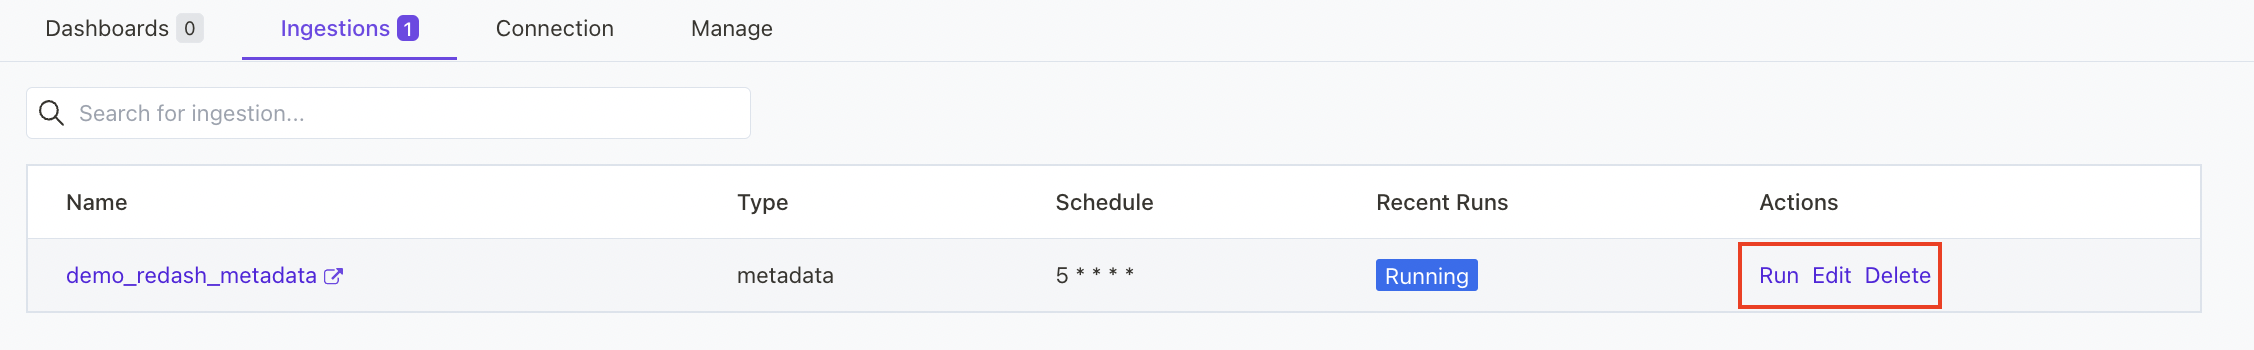 Dashboards 0 Ingestions 1 Connection Manage
Search for ingestion...
Name Type Schedule Recent Runs Actions
demo_redash_metadata metadata 5 * * * * Running Run Edit Delete